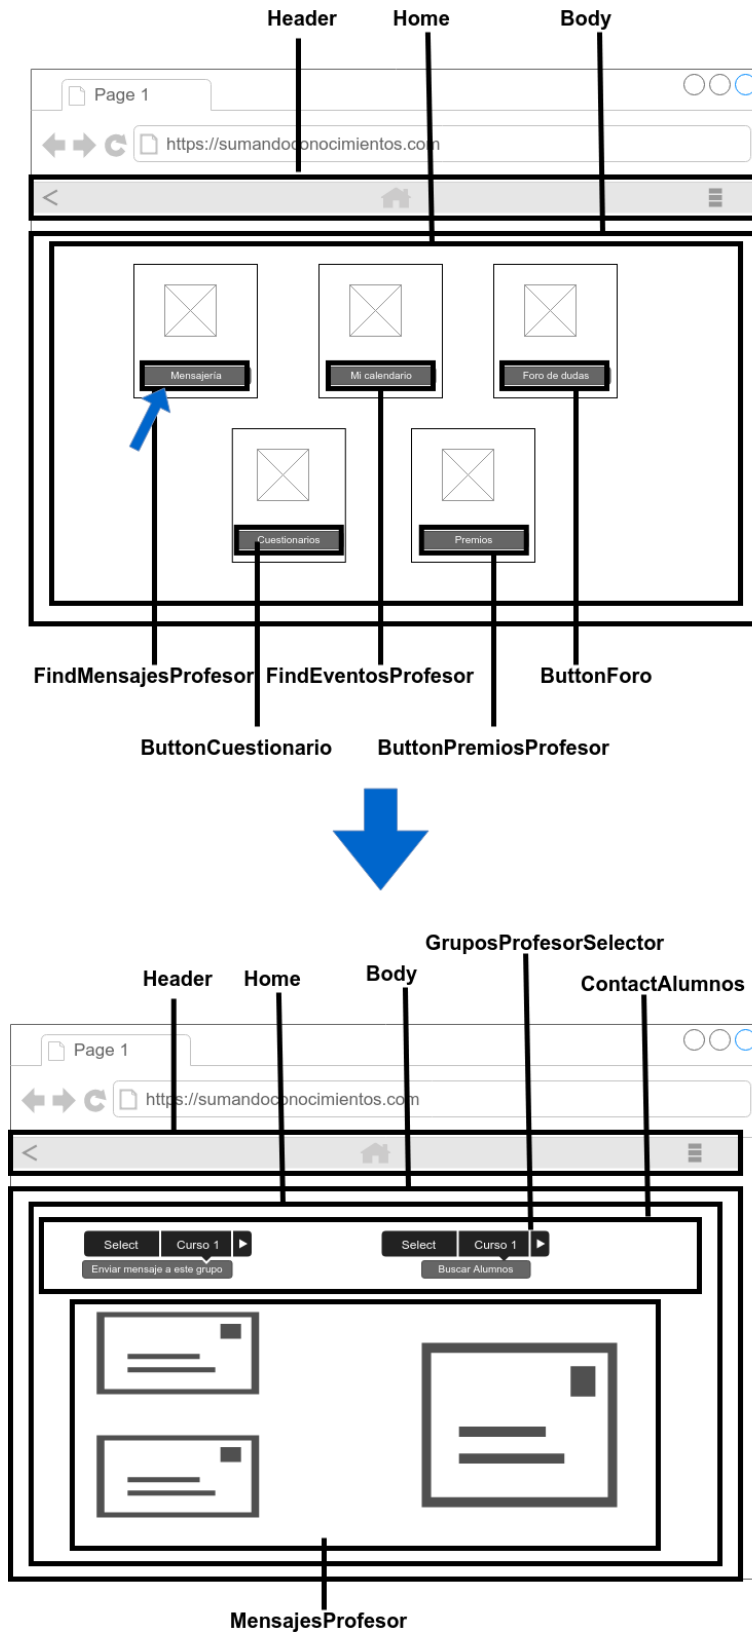 Header Home Body
Page 1
https://sumandoconocimientos.com
<
Mensajería Mi calendario Foro de dudas
Cuestionarios Premios
FindMensajesProfesor FindEventosProfesor ButtonForo
ButtonCuestionario ButtonPremiosProfesor
GruposProfesorSelector
Header Home Body ContactAlumnos
Page 1
https://sumandoconocimientos.com
<
Select Curso 1 Select Curso 1
Enviar mensaje a este grupo Buscar Alumnos
MensajesProfesor